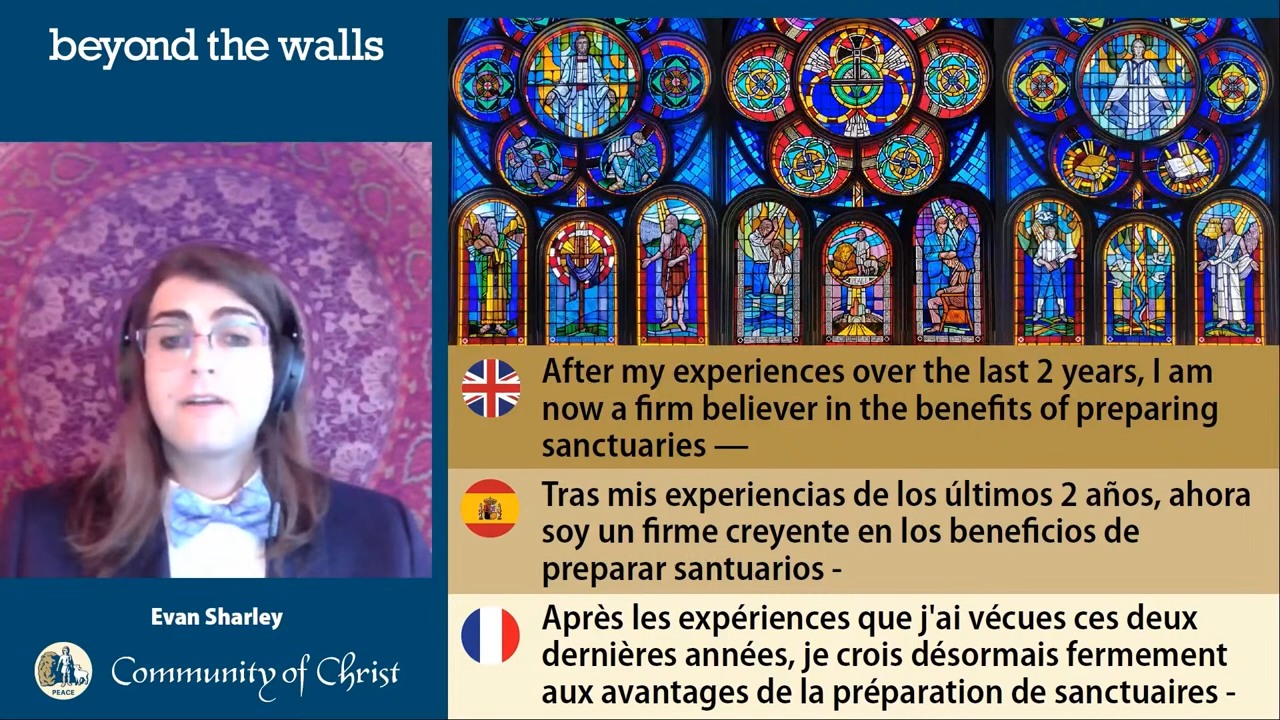 beyond the walls
Evan Sharley
PEACE
Community of Christ
After my experiences over the last 2 years, I am
now a firm believer in the benefits of preparing
sanctuaries —
Tras mis experiencias de los últimos 2 años, ahora
soy un firme creyente en los beneficios de
preparar santuarios -
Après les expériences que j'ai vécues ces deux
dernières années, je crois désormais fermement
aux avantages de la préparation de sanctuaires -